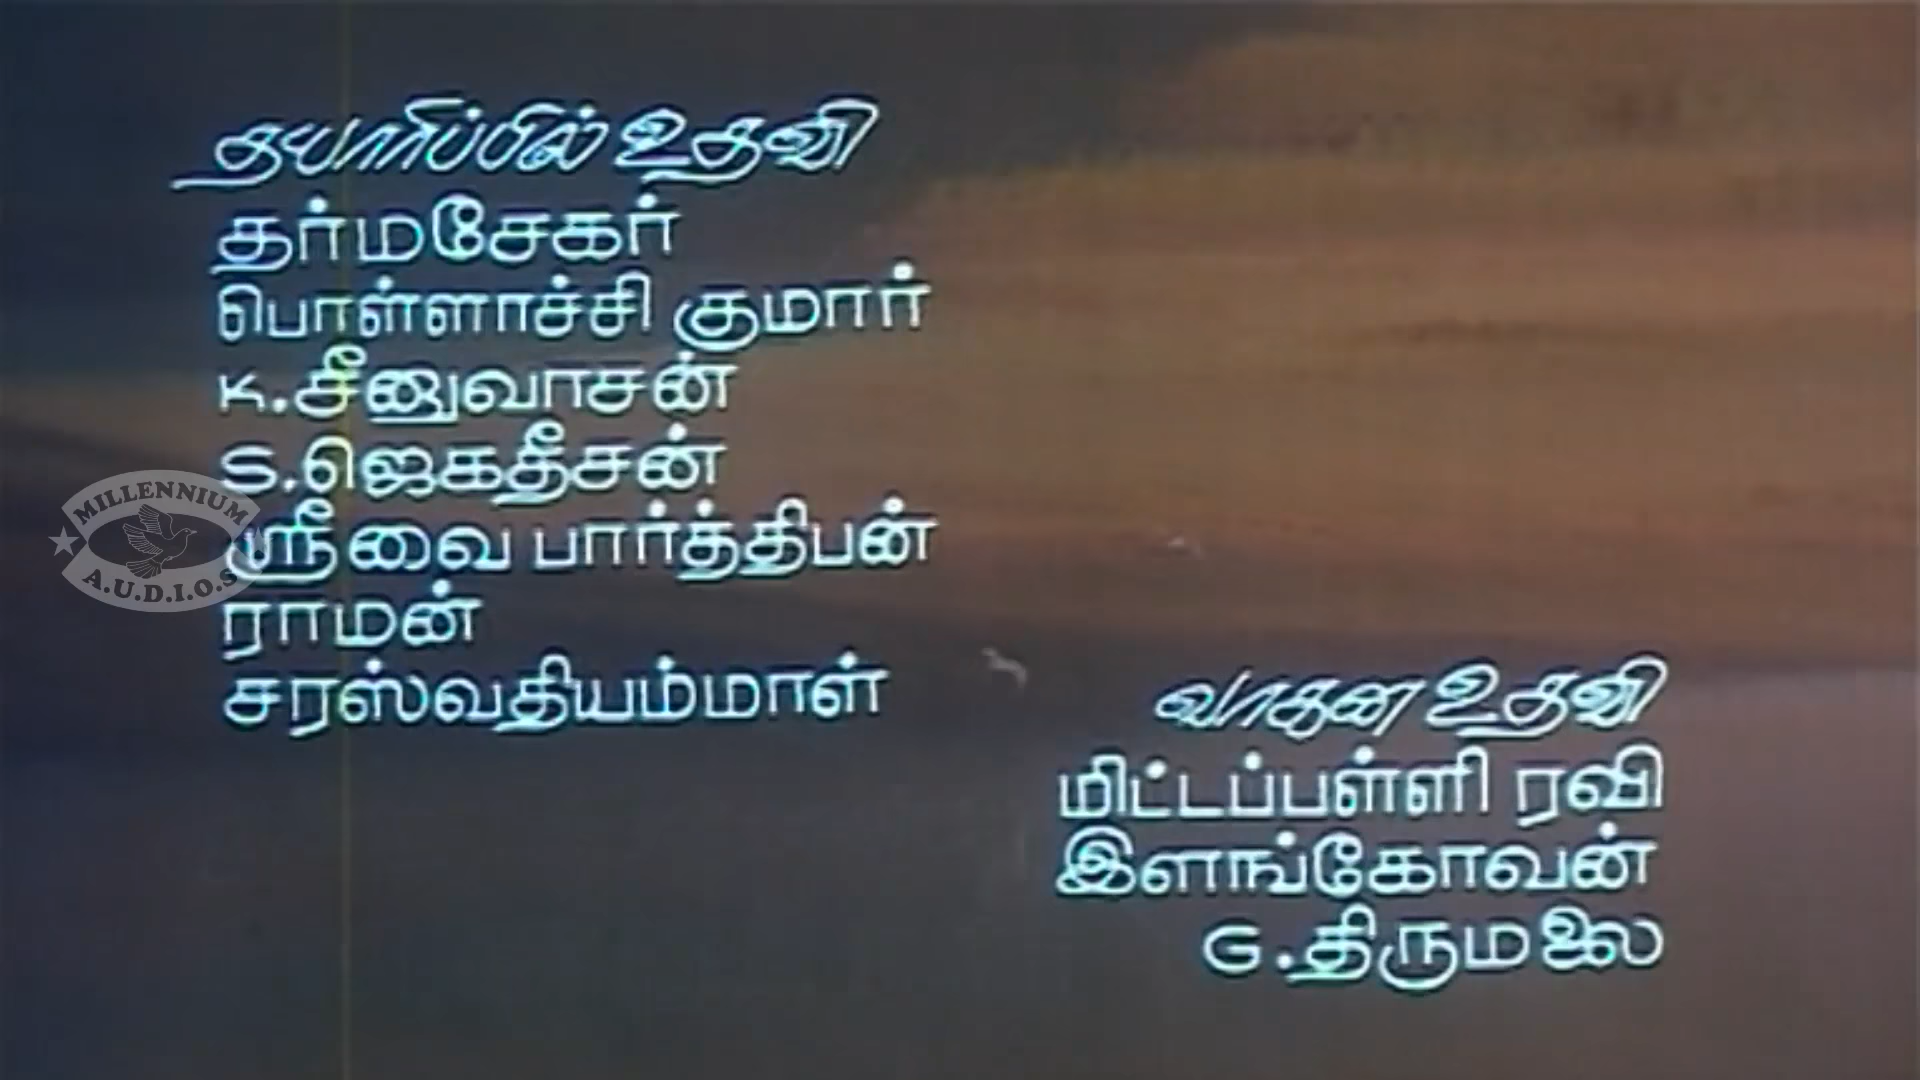 தயாரிப்பில் உதவி
தர்மசேகர்
பொள்ளாச்சி குமார்
K.சீனுவாசன்
S.ஜெகதீசன்
ஸ்ரீவை பார்த்திபன்
ராமன்
சரஸ்வதியம்மாள்
வாகன உதவி
மிட்டப்பள்ளி ரவி
இளங்கோவன்
G.திருமலை
MILLENNIUM
A.U.D.I.O.S